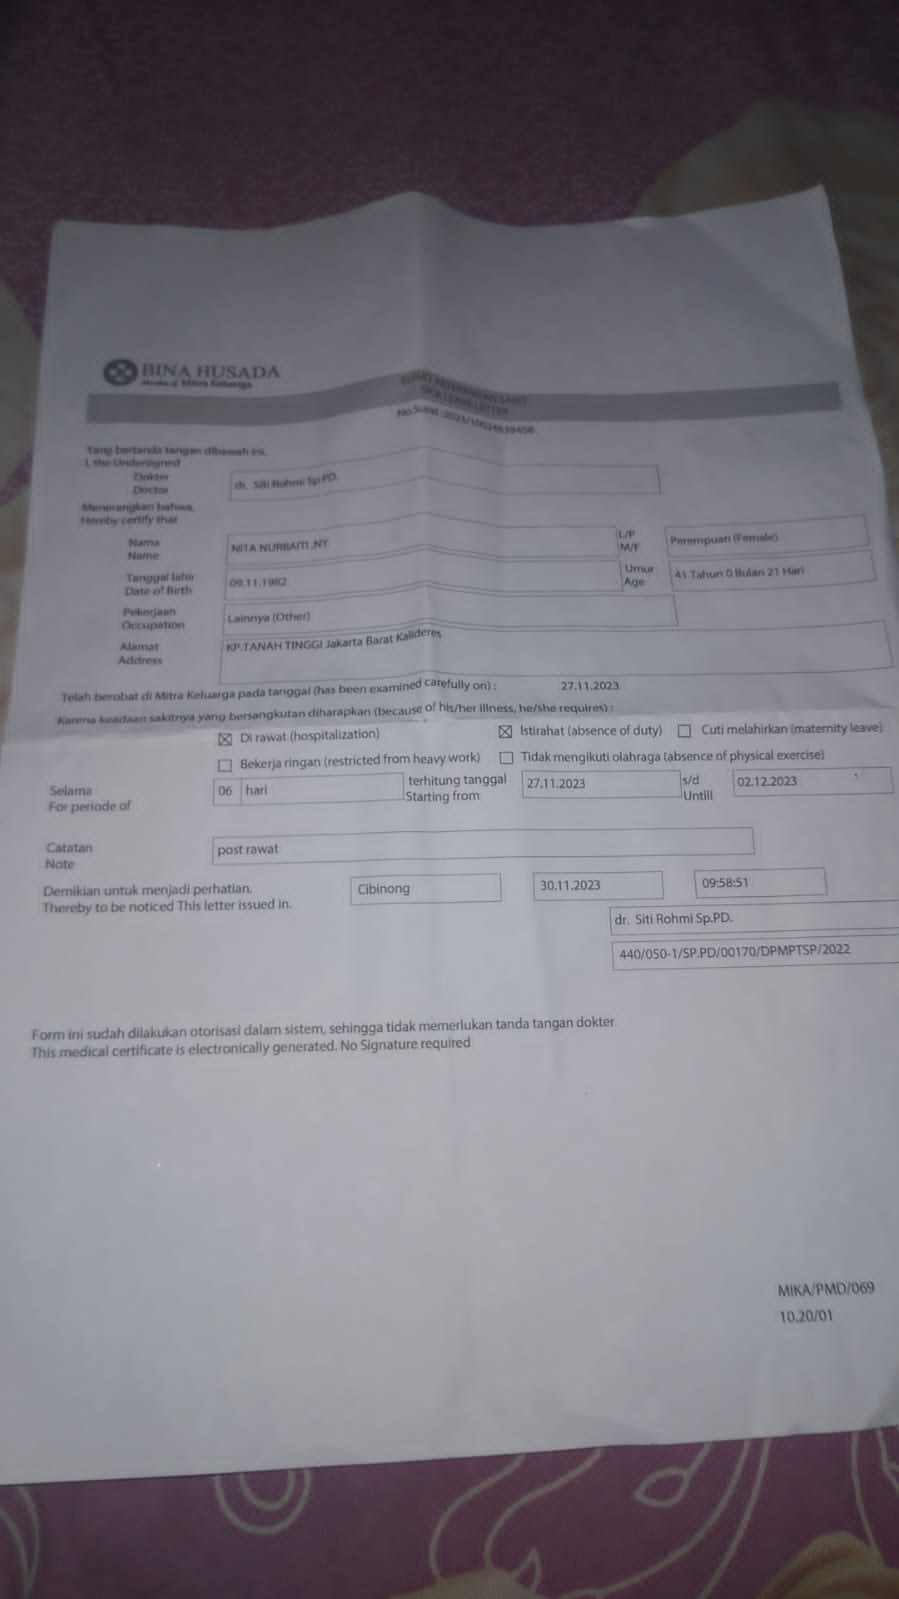 BINA HUSADA
Member of Mitra Keluarga
SURAT KETERANGAN SAKIT
SICK LEAVE LETTER
No.Surat :2023/
Yang bertanda tangan dibawah ini,
I, the Undersigned
Dokter
Doctor
dr. Siti Rohmi Sp.PD.
Menerangkan bahwa,
Hereby certify that
Nama
Name
NITA NURBAITI ,NY
L/P
M/F
Perempuan (Female)
Tanggal later
Date of Birth
09.11.1982
Umur
Age
41 Tahun 0 Bulan 21 Hari
Pekerjaan
Occupation
Lainnya (Other)
Alamat
Address
KP.TANAH TINGGI Jakarta Barat Kalideres
Telah berobat di Mitra Keluarga pada tanggal (has been examined carefully on) : 27.11.2023
Karena keadaan sakitnya yang bersangkutan diharapkan (because of his/her illness, he/she requires) :
Di rawat (hospitalization)
Istirahat (absence of duty)
Cuti melahirkan (maternity leave)
Bekerja ringan (restricted from heavy work)
Tidak mengikuti olahraga (absence of physical exercise)
Selama
For periode of
06 hari
terhitung tanggal
Starting from
27.11.2023
s/d
Untill
02.12.2023
Catatan
Note
post rawat
Demikian untuk menjadi perhatian.
Thereby to be noticed This letter issued in.
Cibinong
30.11.2023
09:58:51
dr. Siti Rohmi Sp.PD.
440/050-1/SP.PD/00170/DPMPTSP/2022
Form ini sudah dilakukan otorisasi dalam sistem, sehingga tidak memerlukan tanda tangan dokter
This medical certificate is electronically generated. No Signature required
MIKA/PMD/069
10.20/01